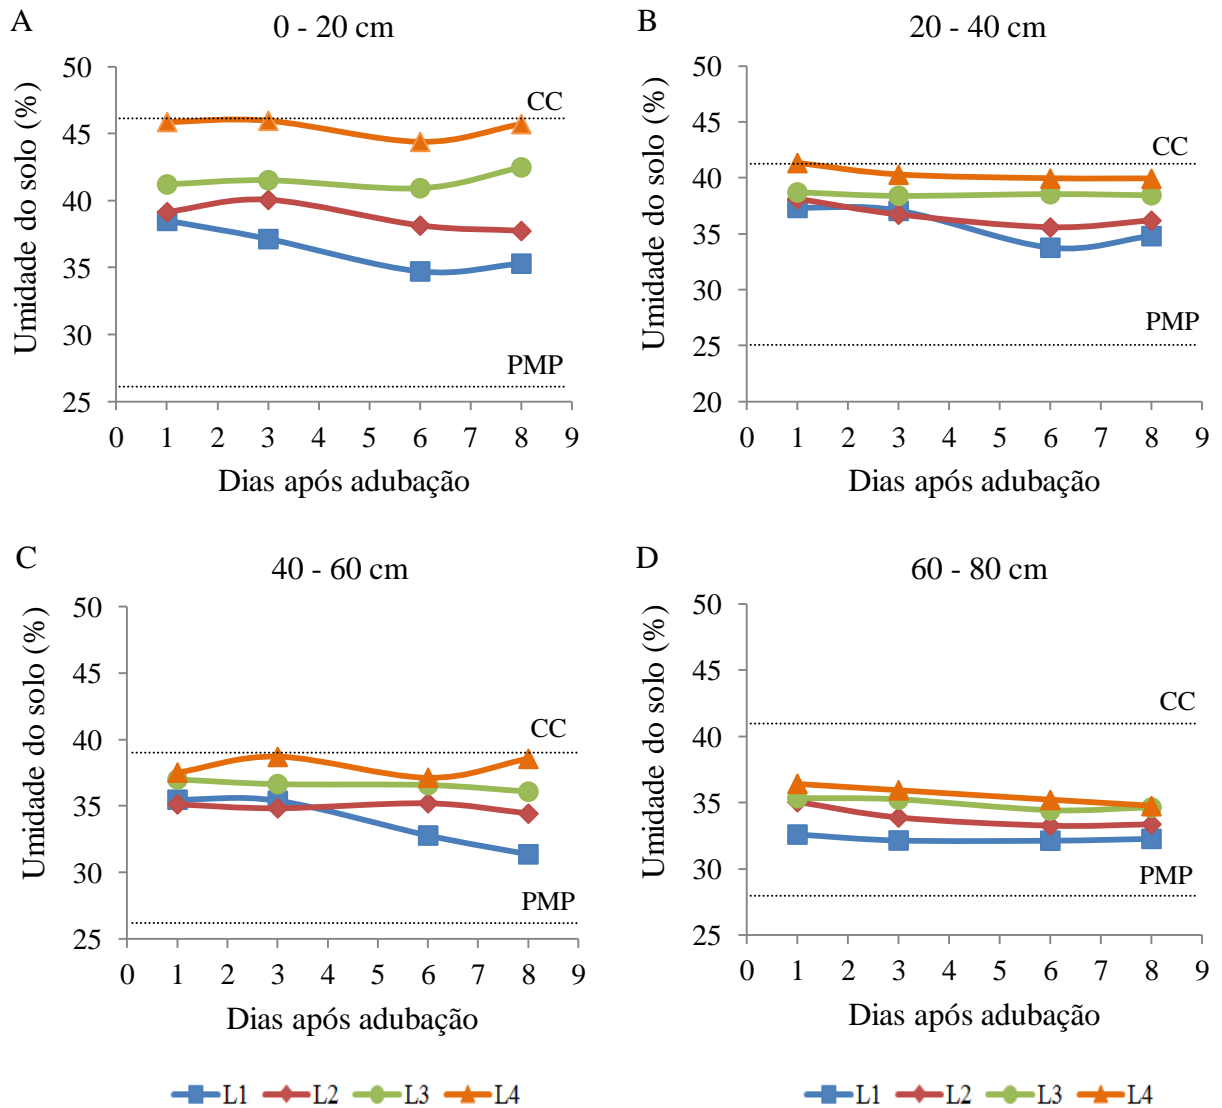 A
0 - 20 cm
Umidade do solo (%)
50
45
40
35
30
25
CC
PMP
0 1 2 3 4 5 6 7 8 9
Dias após adubação
B
20 - 40 cm
Umidade do solo (%)
50
45
40
35
30
25
20
CC
PMP
0 1 2 3 4 5 6 7 8 9
Dias após adubação
C
40 - 60 cm
Umidade do solo (%)
50
45
40
35
30
25
CC
PMP
0 1 2 3 4 5 6 7 8 9
Dias após adubação
D
60 - 80 cm
Umidade do solo (%)
50
45
40
35
30
25
CC
PMP
0 1 2 3 4 5 6 7 8 9
Dias após adubação
L1 L2 L3 L4
L1 L2 L3 L4